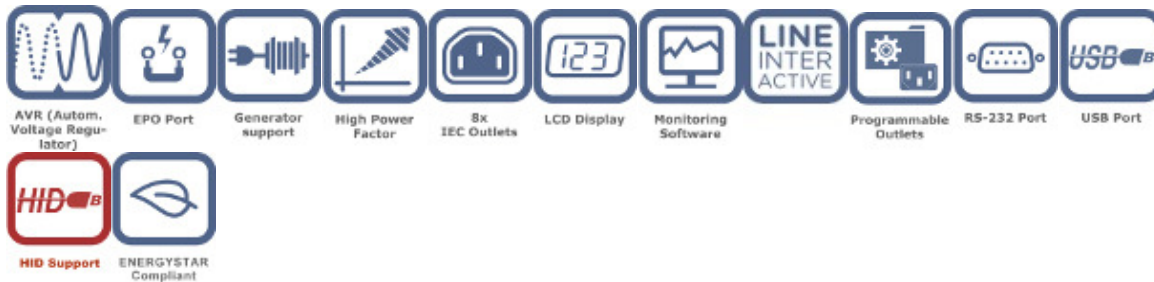 123
LINE
INTER
ACTIVE
USB B
AVR (Autom.
Voltage Regu-
lator)
EPO Port
Generator
support
High Power
Factor
8x
IEC Outlets
LCD Display
Monitoring
Software
Programmable
Outlets
RS-232 Port
USB Port
HID B
HID Support
ENERGYSTAR
Compliant